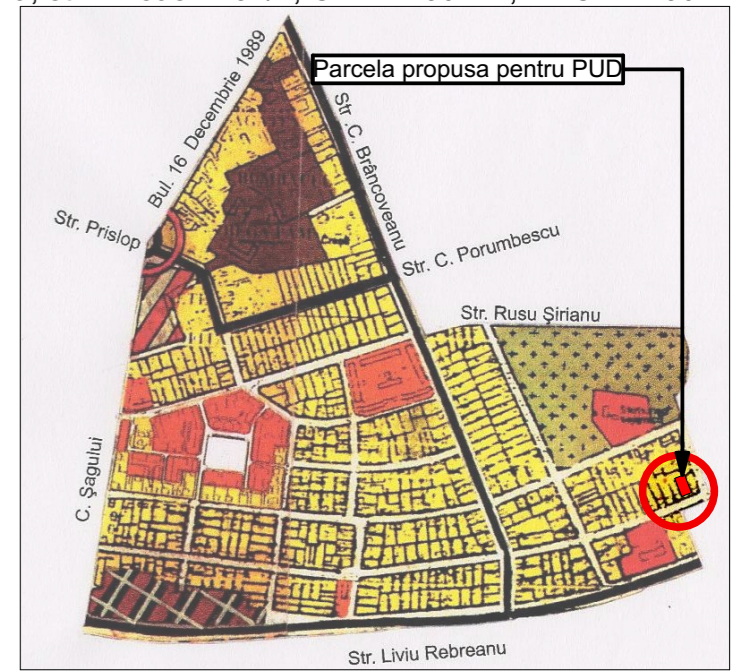 Parcela propusa pentru PUD
Bul. 16 Decembrie 1989
Str .C. Brâncoveanu
Str. Prislop
Str. C. Porumbescu
Str. Rusu Şirianu
C. Şagului
Str. Liviu Rebreanu